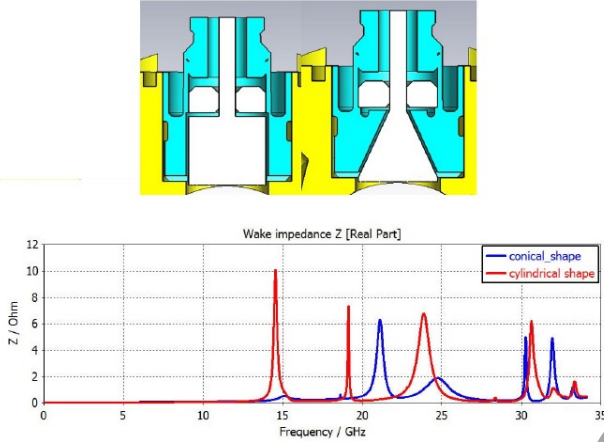 Wake impedance Z [Real Part]
12
10
8
6
4
2
0
Z / Ohm
conical_shape
cylindrical shape
0 5 10 15 20 25 30 35
Frequency / GHz